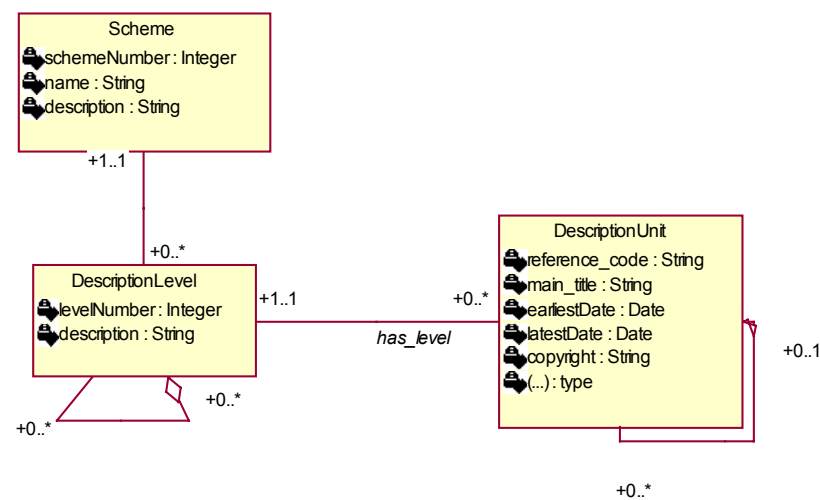 Scheme
schemeNumber : Integer
name : String
description : String
+1..1
+0..*
DescriptionLevel
levelNumber : Integer
description : String
+1..1
+0..*
has_level
DescriptionUnit
reference_code : String
main_title : String
earliestDate : Date
latestDate : Date
copyright : String
(...) : type
+0..1
+0..*
+0..*
+0..*